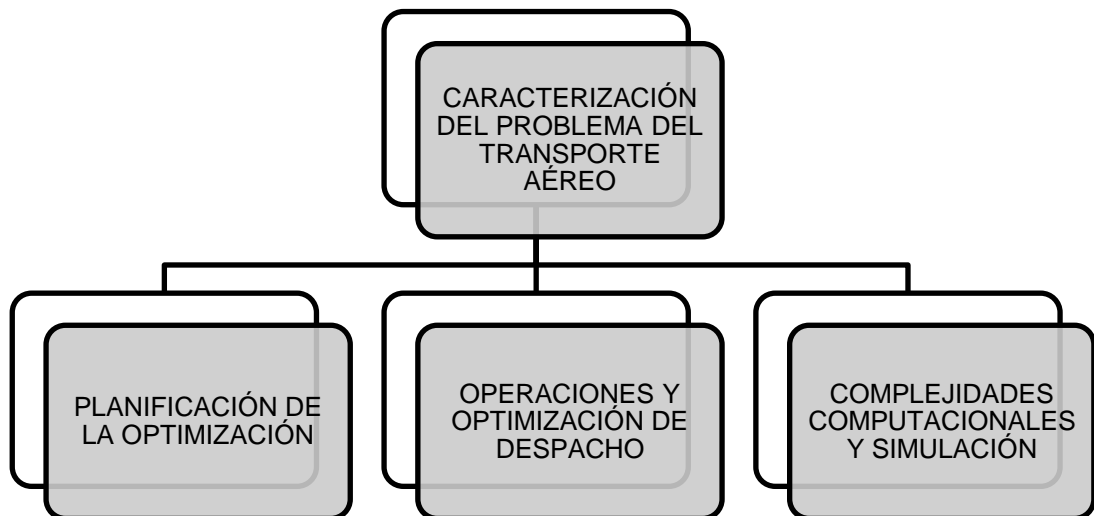 CARACTERIZACIÓN
DEL PROBLEMA DEL
TRANSPORTE
AÉREO
PLANIFICACIÓN DE
LA OPTIMIZACIÓN
OPERACIONES Y
OPTIMIZACIÓN DE
DESPACHO
COMPLEJIDADES
COMPUTACIONALES
Y SIMULACIÓN